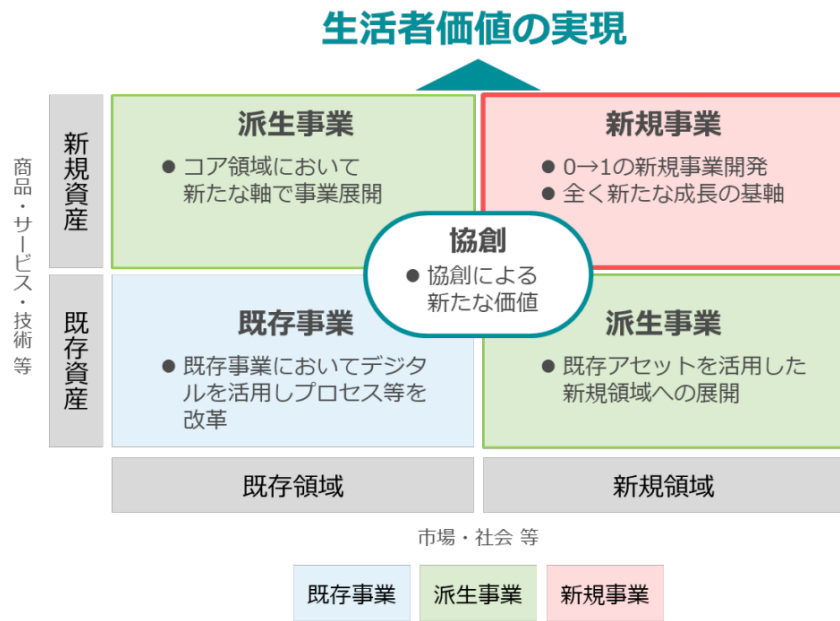 生活者価値の実現
商品・サービス・技術 等
新規資産
派生事業
● コア領域において
新たな軸で事業展開
新規事業
● 0→1の新規事業開発
● 全く新たな成長の基軸
協創
● 協創による
新たな価値
既存資産
既存事業
● 既存事業においてデジタ
ルを活用しプロセス等を
改革
派生事業
● 既存アセットを活用した
新規領域への展開
既存領域
新規領域
市場・社会 等
既存事業
派生事業
新規事業